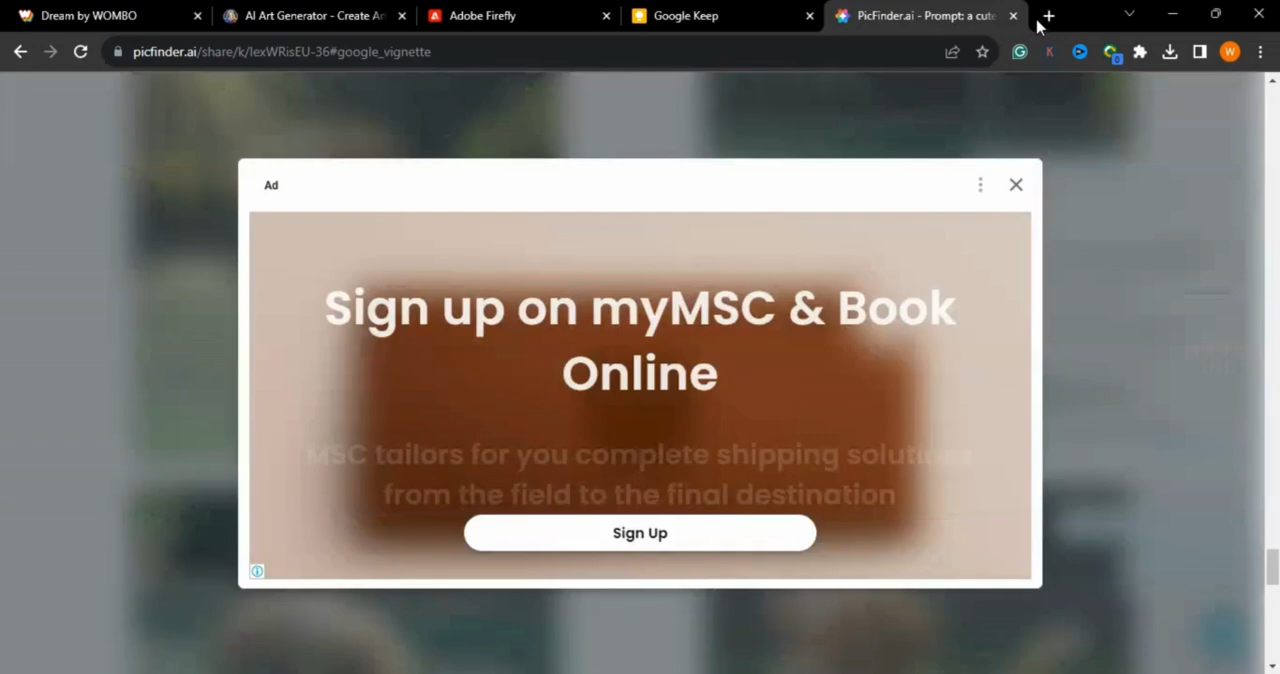 Dream by WOMBO
AI Art Generator - Create Ar
Adobe Firefly
Google Keep
PicFinder.ai - Prompt: a cute
picfinder.ai/share/k/lexWRisEU-36#google_vignette
W
Ad
Sign up on myMSC & Book
Online
MSC tailors for you complete shipping solutions
from the field to the final destination
Sign Up